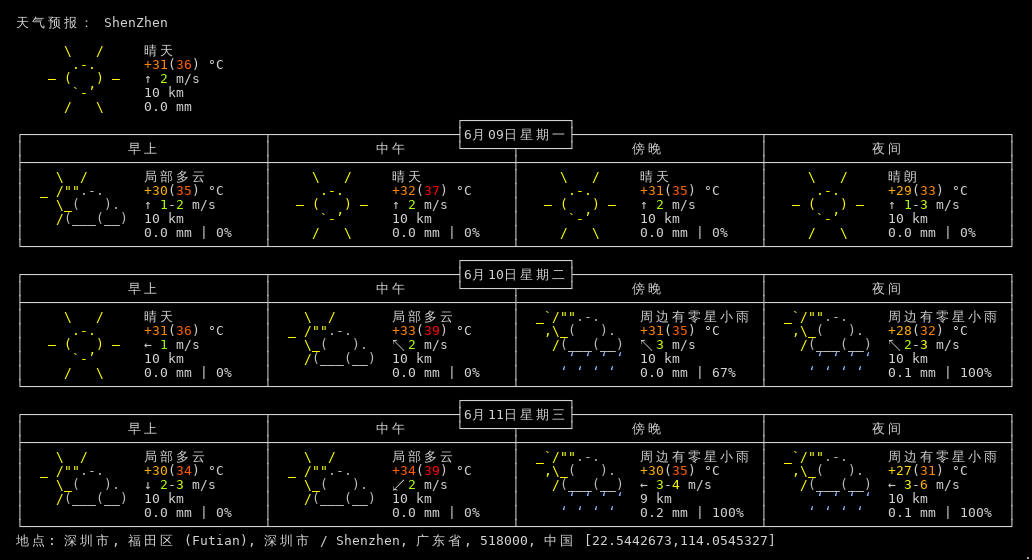 天气预报： ShenZhen
晴天
+31(36) °C
↑ 2 m/s
10 km
0.0 mm
6月09日星期一
早上 中午 傍晚 夜间
局部多云 晴天 晴天 晴朗
+30(35) °C +32(37) °C +31(35) °C +29(33) °C
↑ 1-2 m/s ↑ 2 m/s ↑ 2 m/s ↑ 1-3 m/s
10 km 10 km 10 km 10 km
0.0 mm | 0% 0.0 mm | 0% 0.0 mm | 0% 0.0 mm | 0%
6月10日星期二
早上 中午 傍晚 夜间
晴天 局部多云 周边有零星小雨 周边有零星小雨
+31(36) °C +33(39) °C +31(35) °C +28(32) °C
← 1 m/s ↖ 2 m/s ↖ 3 m/s ↖ 2-3 m/s
10 km 10 km 10 km 10 km
0.0 mm | 0% 0.0 mm | 0% 0.0 mm | 67% 0.1 mm | 100%
6月11日星期三
早上 中午 傍晚 夜间
局部多云 局部多云 周边有零星小雨 周边有零星小雨
+30(34) °C +34(39) °C +30(35) °C +27(31) °C
↓ 2-3 m/s ↙ 2 m/s ← 3-4 m/s ← 3-6 m/s
10 km 10 km 9 km 10 km
0.0 mm | 0% 0.0 mm | 0% 0.2 mm | 100% 0.1 mm | 100%
地点: 深圳市, 福田区 (Futian), 深圳市 / Shenzhen, 广东省, 518000, 中国 [22.5442673,114.0545327]